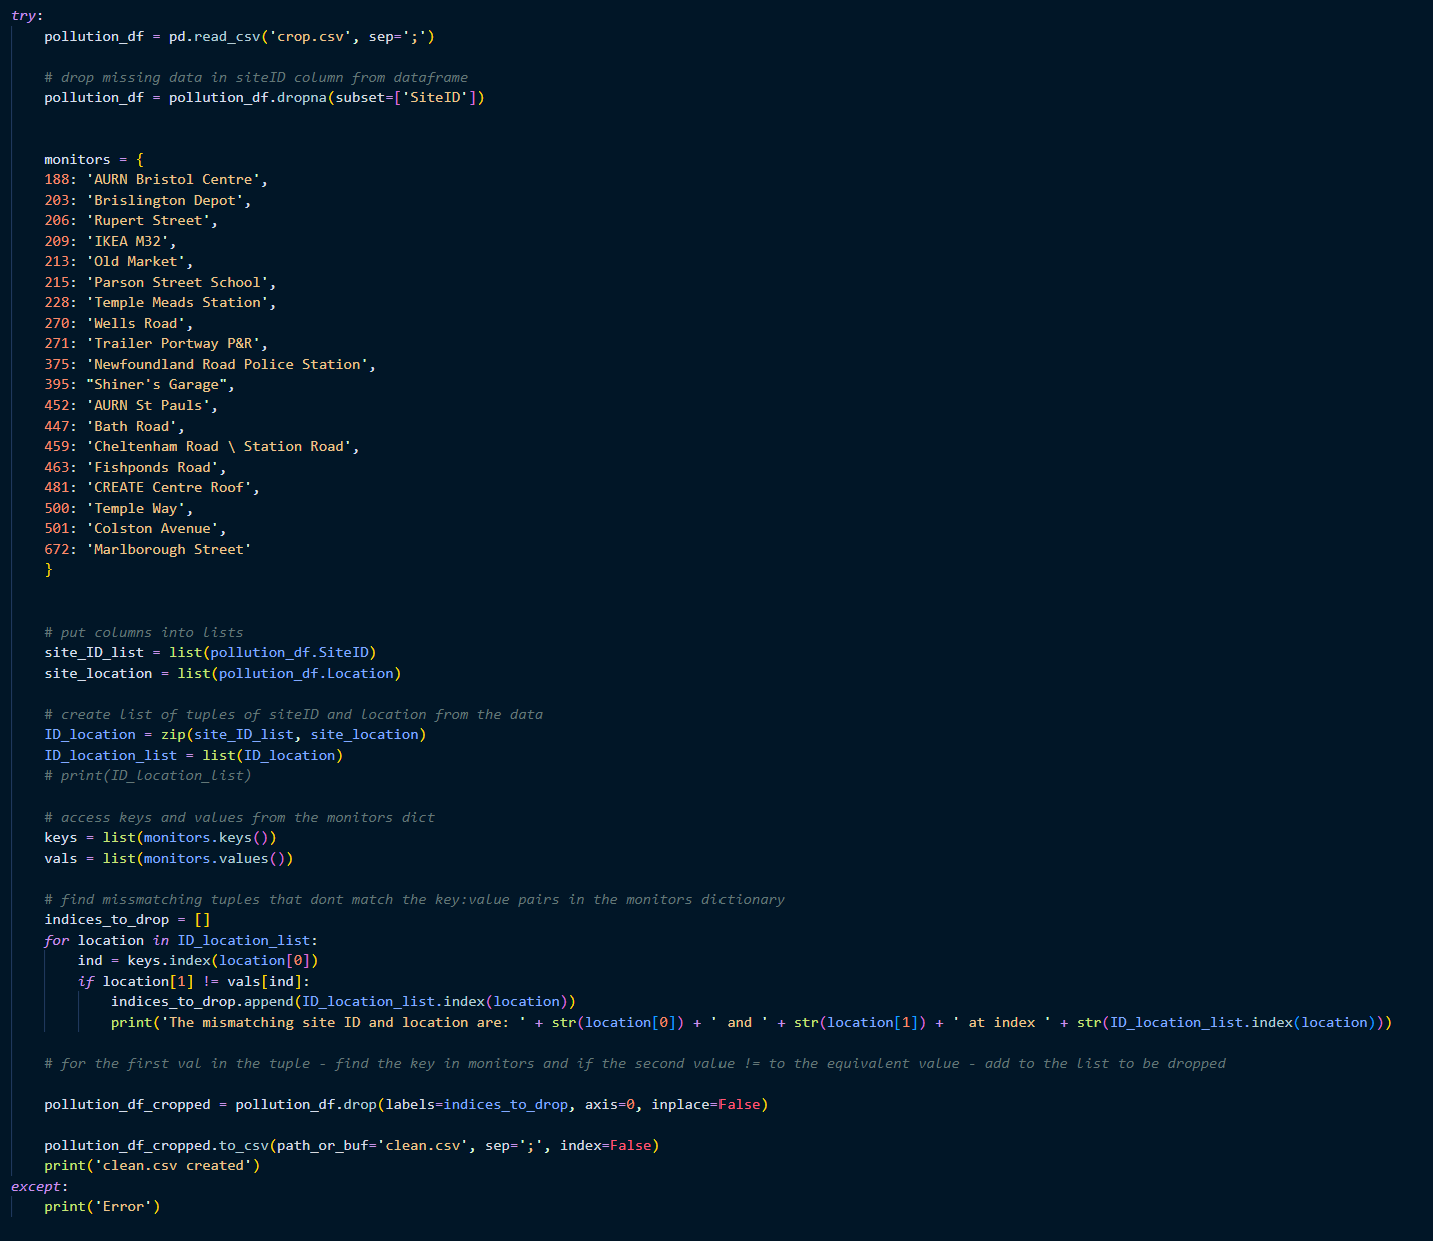 try:
    pollution_df = pd.read_csv('crop.csv', sep=';')

    # drop missing data in siteID column from dataframe
    pollution_df = pollution_df.dropna(subset=['SiteID'])


    monitors = {
    188: 'AURN Bristol Centre',
    203: 'Brislington Depot',
    206: 'Rupert Street',
    209: 'IKEA M32',
    213: 'Old Market',
    215: 'Parson Street School',
    228: 'Temple Meads Station',
    270: 'Wells Road',
    271: 'Trailer Portway P&R',
    375: 'Newfoundland Road Police Station',
    395: "Shiner's Garage",
    452: 'AURN St Pauls',
    447: 'Bath Road',
    459: 'Cheltenham Road \ Station Road',
    463: 'Fishponds Road',
    481: 'CREATE Centre Roof',
    500: 'Temple Way',
    501: 'Colston Avenue',
    672: 'Marlborough Street'
    }


    # put columns into lists
    site_ID_list = list(pollution_df.SiteID)
    site_location = list(pollution_df.Location)

    # create list of tuples of siteID and location from the data
    ID_location = zip(site_ID_list, site_location)
    ID_location_list = list(ID_location)
    # print(ID_location_list)

    # access keys and values from the monitors dict
    keys = list(monitors.keys())
    vals = list(monitors.values())

    # find missmatching tuples that dont match the key:value pairs in the monitors dictionary
    indices_to_drop = []
    for location in ID_location_list:
        ind = keys.index(location[0])
        if location[1] != vals[ind]:
            indices_to_drop.append(ID_location_list.index(location))
            print('The mismatching site ID and location are: ' + str(location[0]) + ' and ' + str(location[1]) + ' at index ' + str(ID_location_list.index(location)))

    # for the first val in the tuple - find the key in monitors and if the second value != to the equivalent value - add to the list to be dropped

    pollution_df_cropped = pollution_df.drop(labels=indices_to_drop, axis=0, inplace=False)

    pollution_df_cropped.to_csv(path_or_buf='clean.csv', sep=';', index=False)
    print('clean.csv created')
except:
    print('Error')